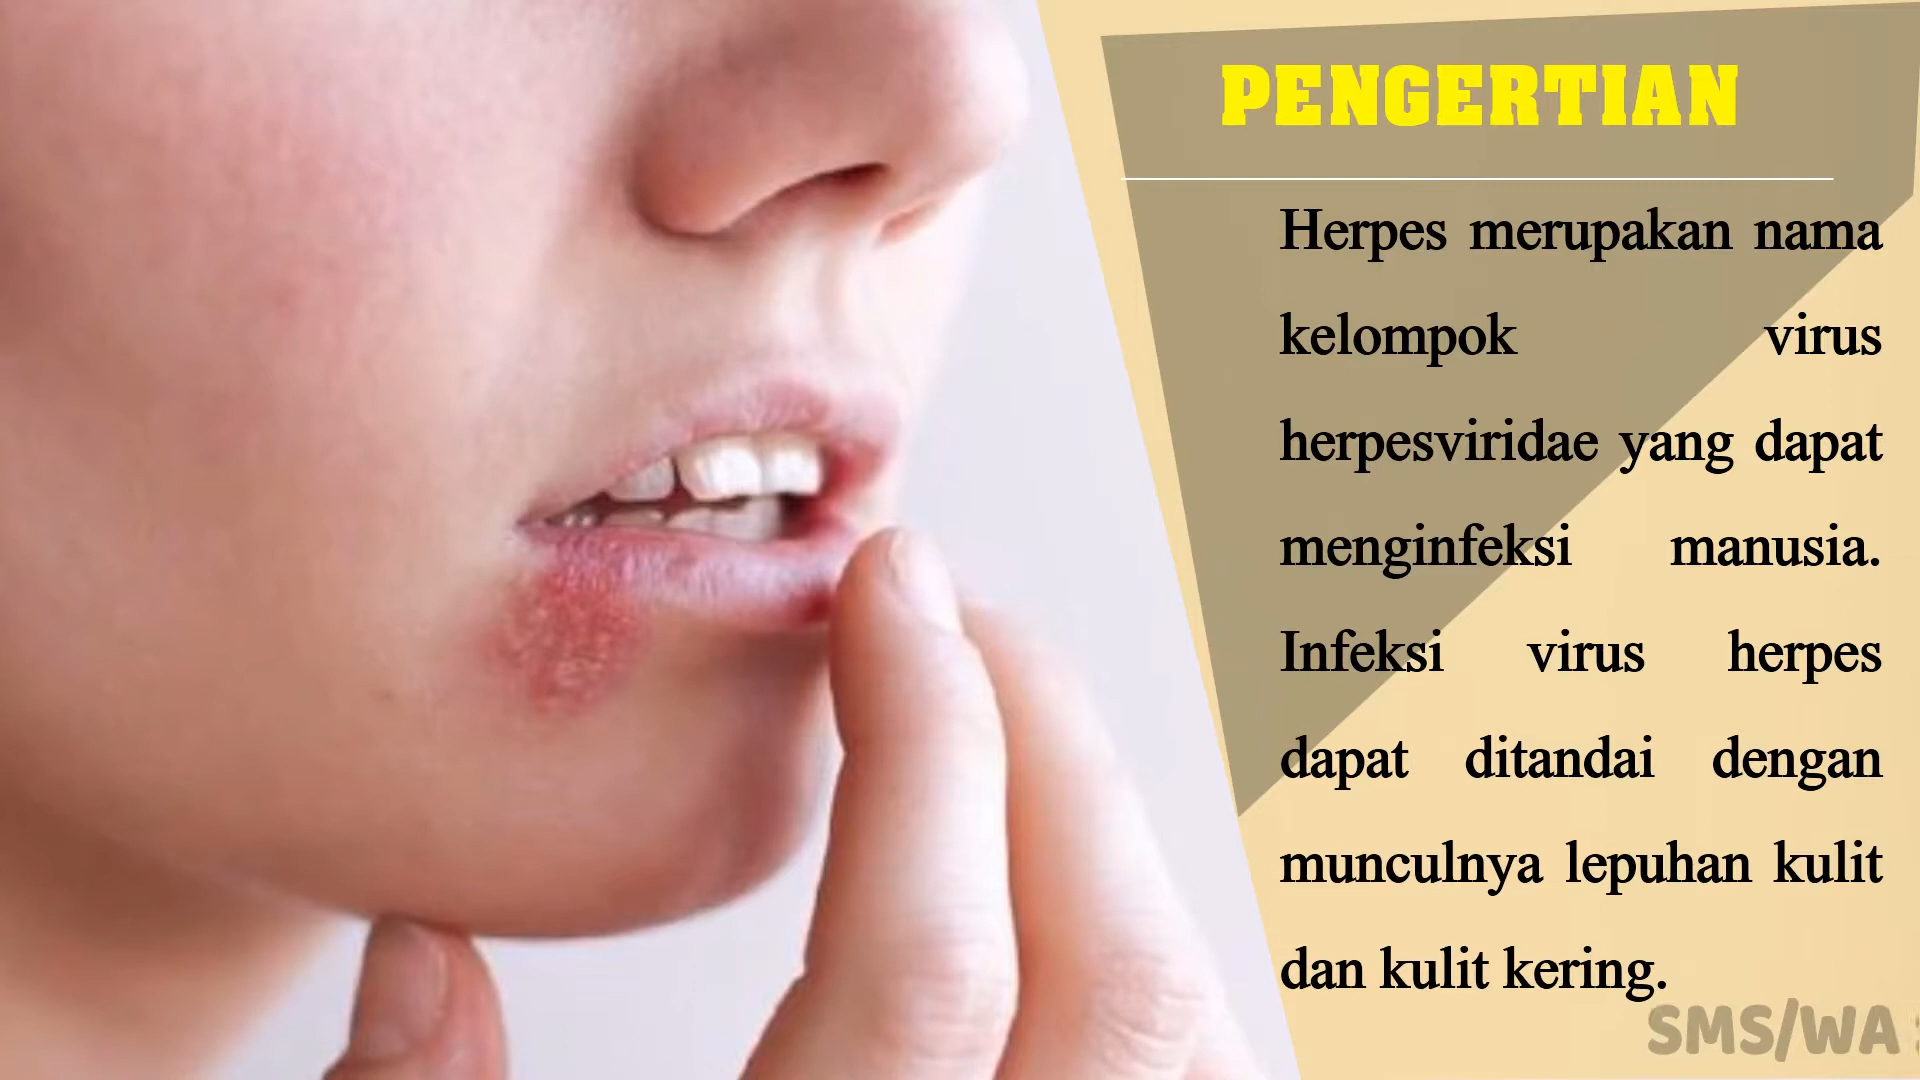 PENGERTIAN
Herpes merupakan nama
kelompok virus
herpesviridae yang dapat
menginfeksi manusia.
Infeksi virus herpes
dapat ditandai dengan
munculnya lepuhan kulit
dan kulit kering.
SMS/WA